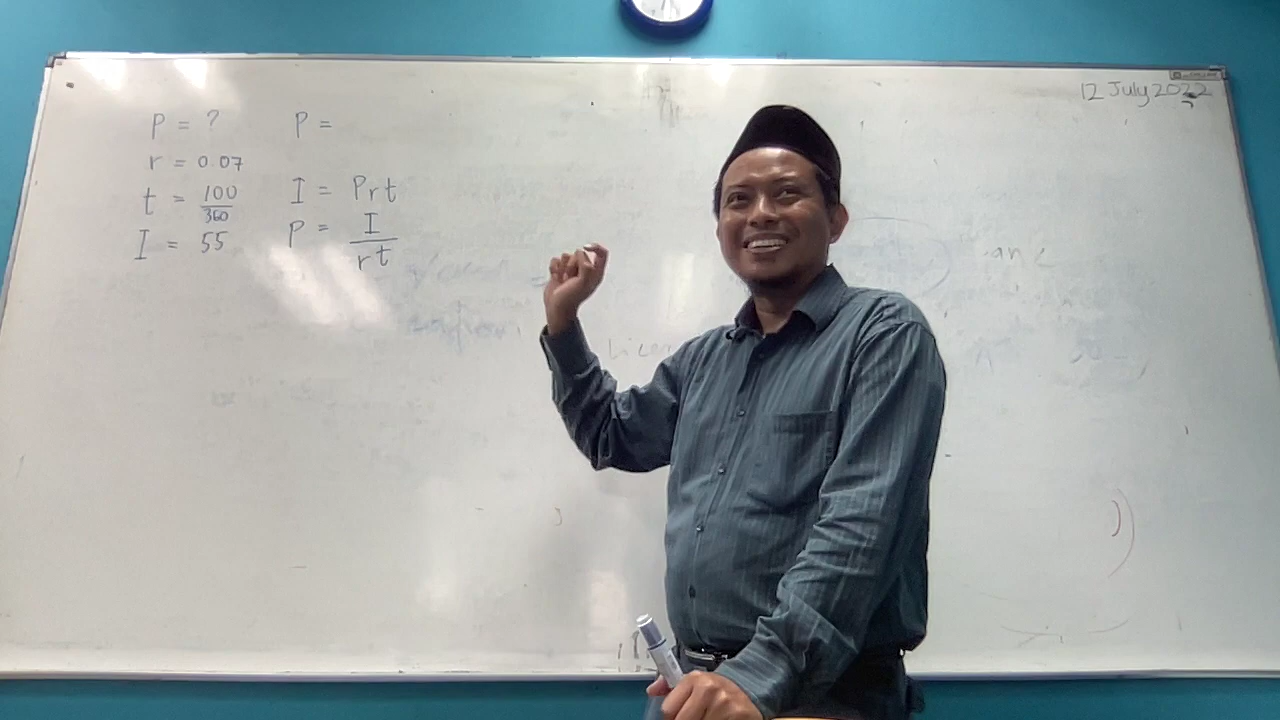 12 July 2022
P = ?
r = 0.07
t = 100/360
I = 55
P =
I = Prt
P = I/rt